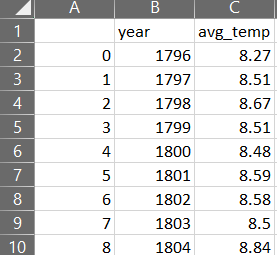 A B C
1 year avg_temp
2 0 1796 8.27
3 1 1797 8.51
4 2 1798 8.67
5 3 1799 8.51
6 4 1800 8.48
7 5 1801 8.59
8 6 1802 8.58
9 7 1803 8.5
10 8 1804 8.84